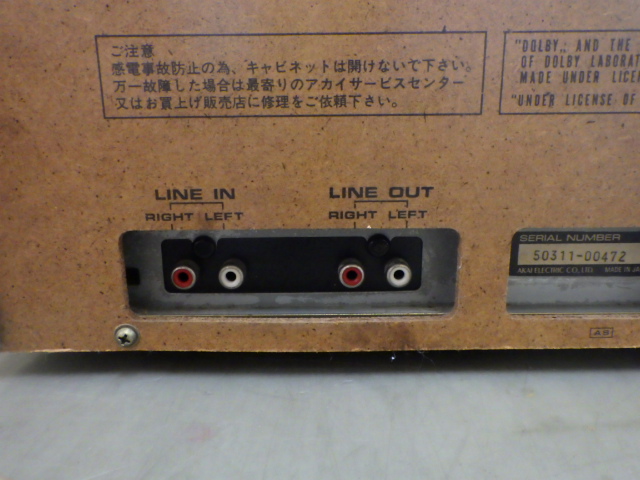 ご注意
感電事故防止の為、キャビネットは開けないで下さい。
万一故障した場合は最寄りのアカイサービスセンター
又はお買上げ販売店に修理をご依頼下さい。
"DOLBY,, AND THE
OF DOLBY LABORAT
MADE UNDER LICE
"UNDER LICENSE OF
LINE IN
RIGHT LEFT
LINE OUT
RIGHT LEFT
SERIAL NUMBER
50311-00472
AKAI ELECTRIC CO., LTD. MADE IN JA